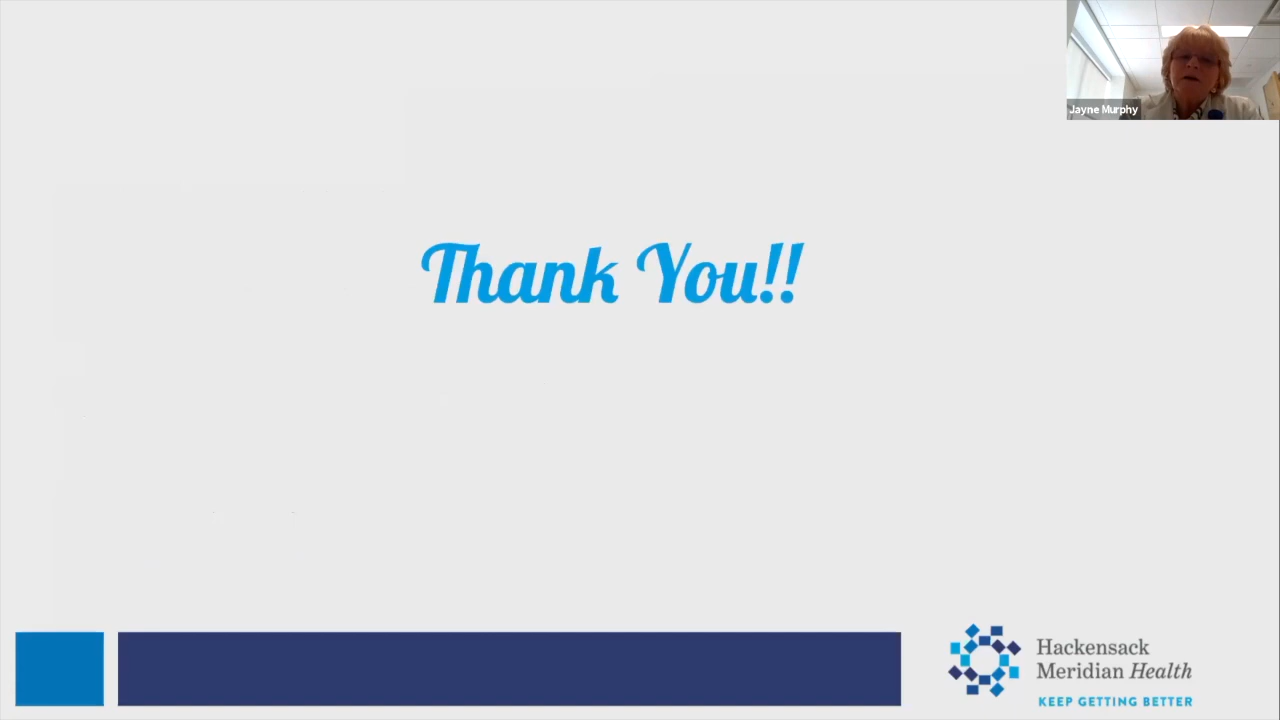 Jayne Murphy
Thank You!!
Hackensack
Meridian Health
KEEP GETTING BETTER